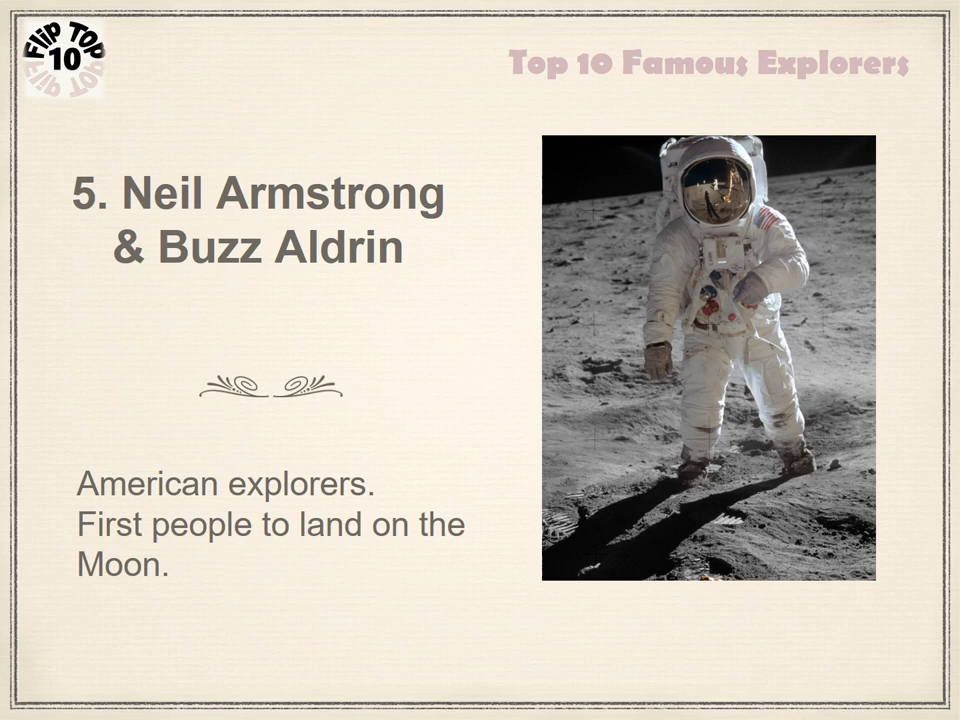 Flip Top
10
Flip Top
Top 10 Famous Explorers
5. Neil Armstrong
& Buzz Aldrin
American explorers.
First people to land on the
Moon.